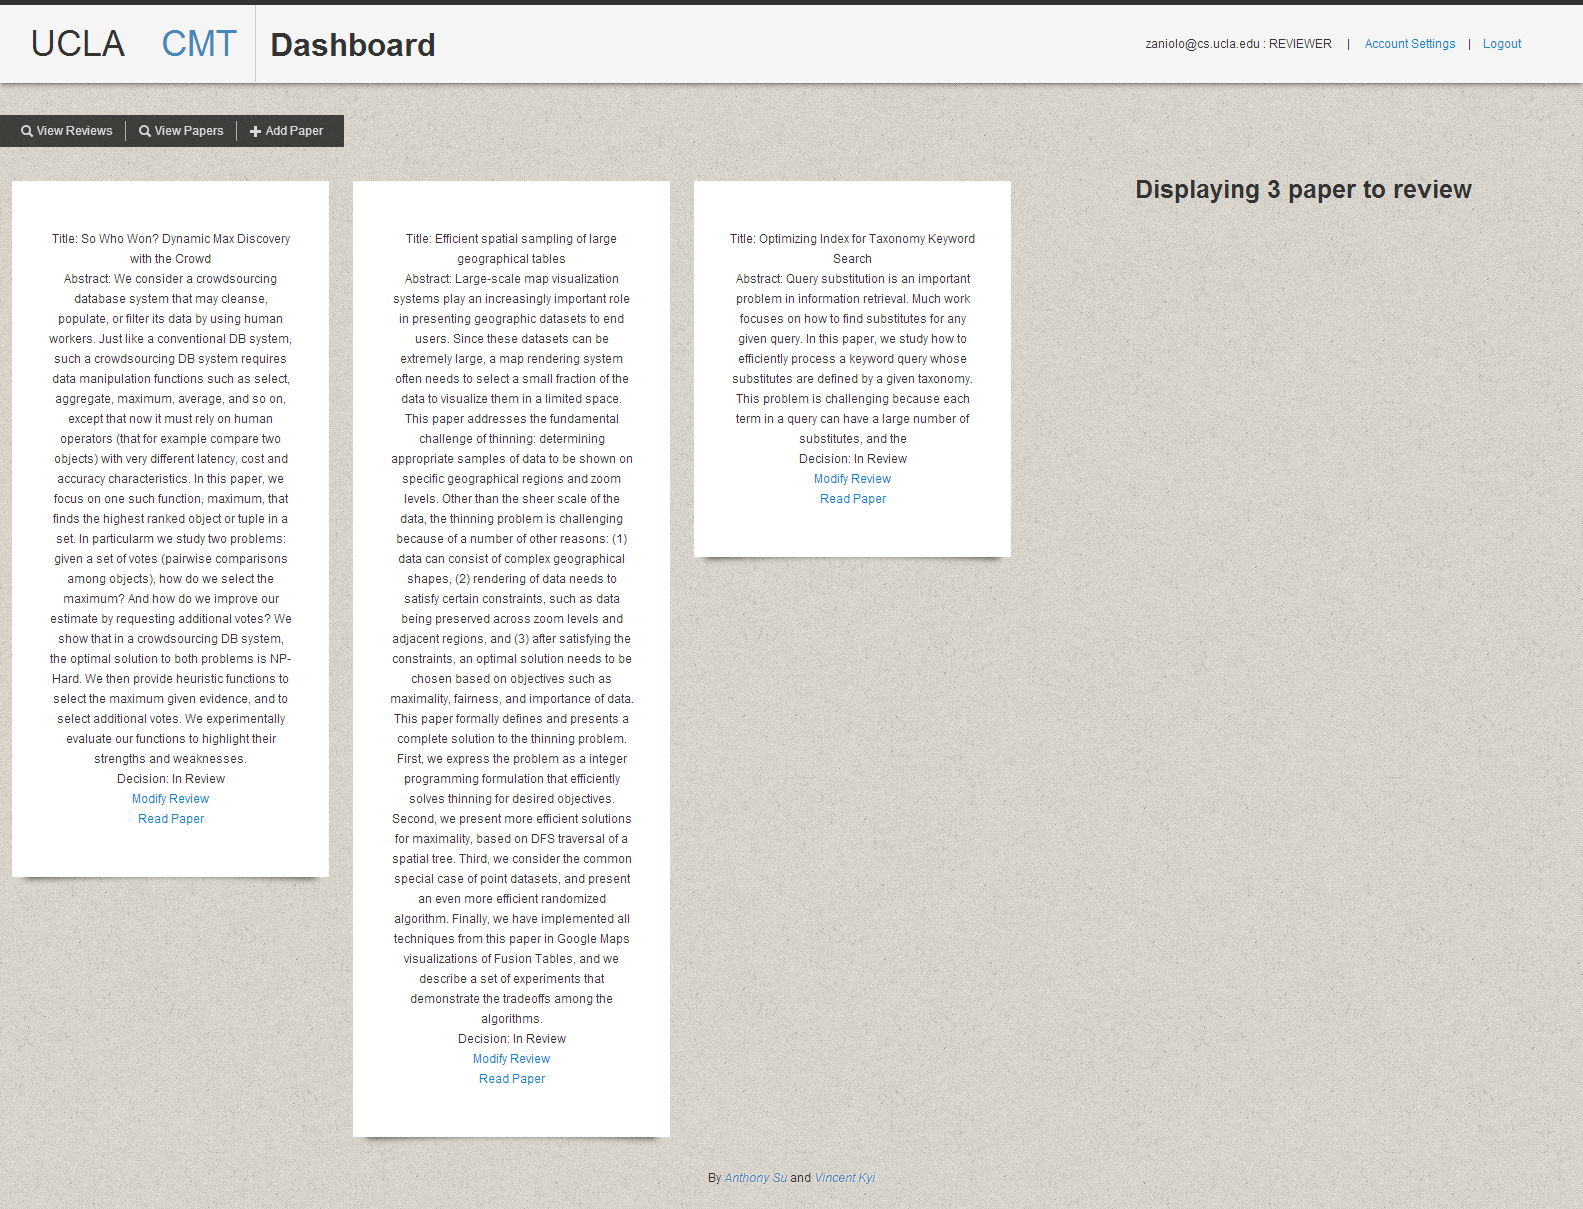 UCLA CMT Dashboard
zaniolo@cs.ucla.edu : REVIEWER | Account Settings | Logout
View Reviews View Papers Add Paper
Displaying 3 paper to review
Title: So Who Won? Dynamic Max Discovery
with the Crowd
Abstract: We consider a crowdsourcing
database system that may cleanse,
populate, or filter its data by using human
workers. Just like a conventional DB system,
such a crowdsourcing DB system requires
data manipulation functions such as select,
aggregate, maximum, average, and so on,
except that now it must rely on human
operators (that for example compare two
objects) with very different latency, cost and
accuracy characteristics. In this paper, we
focus on one such function, maximum, that
finds the highest ranked object or tuple in a
set. In particularm we study two problems:
given a set of votes (pairwise comparisons
among objects), how do we select the
maximum? And how do we improve our
estimate by requesting additional votes? We
show that in a crowdsourcing DB system,
the optimal solution to both problems is NP-
Hard. We then provide heuristic functions to
select the maximum given evidence, and to
select additional votes. We experimentally
evaluate our functions to highlight their
strengths and weaknesses.
Decision: In Review
Modify Review
Read Paper
Title: Efficient spatial sampling of large
geographical tables
Abstract: Large-scale map visualization
systems play an increasingly important role
in presenting geographic datasets to end
users. Since these datasets can be
extremely large, a map rendering system
often needs to select a small fraction of the
data to visualize them in a limited space.
This paper addresses the fundamental
challenge of thinning: determining
appropriate samples of data to be shown on
specific geographical regions and zoom
levels. Other than the sheer scale of the
data, the thinning problem is challenging
because of a number of other reasons: (1)
data can consist of complex geographical
shapes, (2) rendering of data needs to
satisfy certain constraints, such as data
being preserved across zoom levels and
adjacent regions, and (3) after satisfying the
constraints, an optimal solution needs to be
chosen based on objectives such as
maximality, fairness, and importance of data.
This paper formally defines and presents a
complete solution to the thinning problem.
First, we express the problem as a integer
programming formulation that efficiently
solves thinning for desired objectives.
Second, we present more efficient solutions
for maximality, based on DFS traversal of a
spatial tree. Third, we consider the common
special case of point datasets, and present
an even more efficient randomized
algorithm. Finally, we have implemented all
techniques from this paper in Google Maps
visualizations of Fusion Tables, and we
describe a set of experiments that
demonstrate the tradeoffs among the
algorithms.
Decision: In Review
Modify Review
Read Paper
Title: Optimizing Index for Taxonomy Keyword
Search
Abstract: Query substitution is an important
problem in information retrieval. Much work
focuses on how to find substitutes for any
given query. In this paper, we study how to
efficiently process a keyword query whose
substitutes are defined by a given taxonomy.
This problem is challenging because each
term in a query can have a large number of
substitutes, and the
Decision: In Review
Modify Review
Read Paper
By Anthony Su and Vincent Kyi